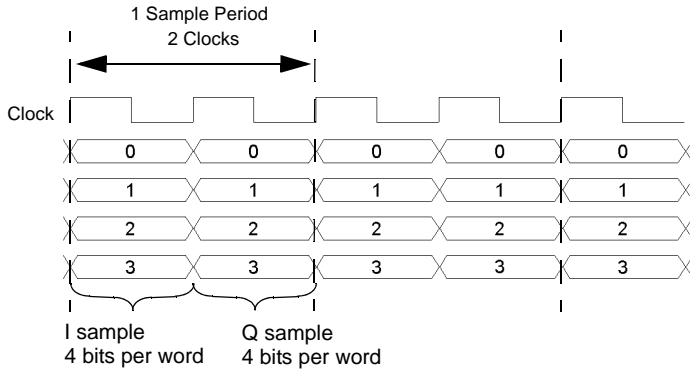 1 Sample Period
2 Clocks
Clock
0 0 0 0 0
1 1 1 1 1
2 2 2 2 2
3 3 3 3 3
I sample
4 bits per word
Q sample
4 bits per word